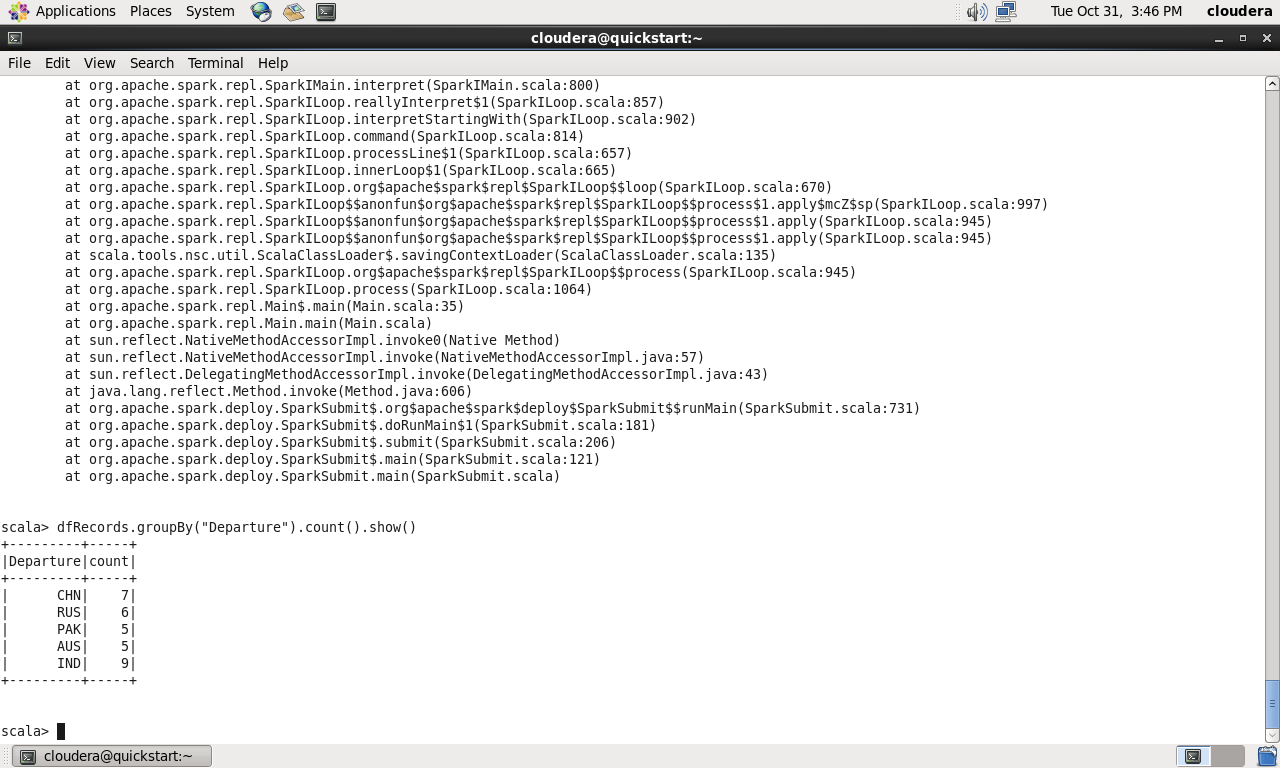 Applications Places System Tue Oct 31, 3:46 PM cloudera
cloudera@quickstart:~
File Edit View Search Terminal Help
at org.apache.spark.repl.SparkIMain.interpret(SparkIMain.scala:800)
at org.apache.spark.repl.SparkILoop.reallyInterpret$1(SparkILoop.scala:857)
at org.apache.spark.repl.SparkILoop.interpretStartingWith(SparkILoop.scala:902)
at org.apache.spark.repl.SparkILoop.command(SparkILoop.scala:814)
at org.apache.spark.repl.SparkILoop.processLine$1(SparkILoop.scala:657)
at org.apache.spark.repl.SparkILoop.innerLoop$1(SparkILoop.scala:665)
at org.apache.spark.repl.SparkILoop.org$apache$spark$repl$SparkILoop$$loop(SparkILoop.scala:670)
at org.apache.spark.repl.SparkILoop$$anonfun$org$apache$spark$repl$SparkILoop$$process$1.apply$mcZ$sp(SparkILoop.scala:997)
at org.apache.spark.repl.SparkILoop$$anonfun$org$apache$spark$repl$SparkILoop$$process$1.apply(SparkILoop.scala:945)
at org.apache.spark.repl.SparkILoop$$anonfun$org$apache$spark$repl$SparkILoop$$process$1.apply(SparkILoop.scala:945)
at scala.tools.nsc.util.ScalaClassLoader$.savingContextLoader(ScalaClassLoader.scala:135)
at org.apache.spark.repl.SparkILoop.org$apache$spark$repl$SparkILoop$$process(SparkILoop.scala:945)
at org.apache.spark.repl.SparkILoop.process(SparkILoop.scala:1064)
at org.apache.spark.repl.Main$.main(Main.scala:35)
at org.apache.spark.repl.Main.main(Main.scala)
at sun.reflect.NativeMethodAccessorImpl.invoke0(Native Method)
at sun.reflect.NativeMethodAccessorImpl.invoke(NativeMethodAccessorImpl.java:57)
at sun.reflect.DelegatingMethodAccessorImpl.invoke(DelegatingMethodAccessorImpl.java:43)
at java.lang.reflect.Method.invoke(Method.java:606)
at org.apache.spark.deploy.SparkSubmit$.org$apache$spark$deploy$SparkSubmit$$runMain(SparkSubmit.scala:731)
at org.apache.spark.deploy.SparkSubmit$.doRunMain$1(SparkSubmit.scala:181)
at org.apache.spark.deploy.SparkSubmit$.submit(SparkSubmit.scala:206)
at org.apache.spark.deploy.SparkSubmit$.main(SparkSubmit.scala:121)
at org.apache.spark.deploy.SparkSubmit.main(SparkSubmit.scala)
scala> dfRecords.groupBy("Departure").count().show()
+---------+-----+
|Departure|count|
+---------+-----+
|      CHN|    7|
|      RUS|    6|
|      PAK|    5|
|      AUS|    5|
|      IND|    9|
+---------+-----+
scala>
cloudera@quickstart:~